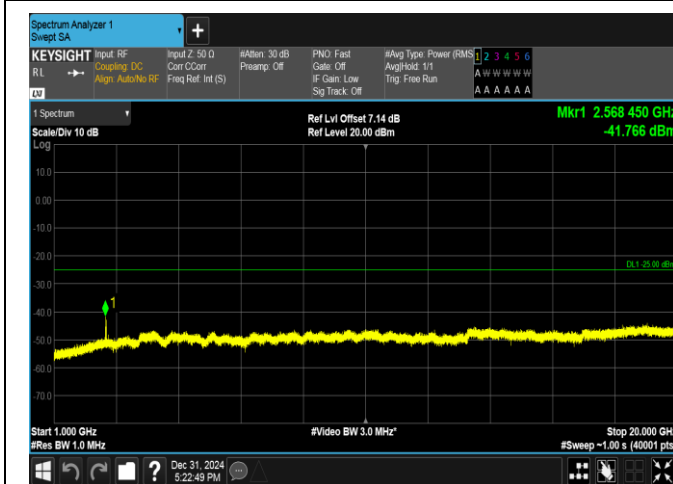 Spectrum Analyzer 1
Swept SA
+
KEYSIGHT
RL
LXI
Input: RF
Coupling: DC
Align: Auto/No RF
Input Z: 50 Ω
Corr CCorr
Freq Ref: Int (S)
#Atten: 30 dB
Preamp: Off
PNO: Fast
Gate: Off
IF Gain: Low
Sig Track: Off
#Avg Type: Power (RMS
Avg|Hold: 1/1
Trig: Free Run
1 2 3 4 5 6
A W W W W W
A A A A A A
1 Spectrum
Scale/Div 10 dB
Ref Lvl Offset 7.14 dB
Ref Level 20.00 dBm
Mkr1 2.568 450 GHz
-41.766 dBm
Log
10.0
0.00
-10.0
-20.0
DL1 -25.00 dBm
-30.0
1
-40.0
-50.0
-60.0
-70.0
Start 1.000 GHz
#Res BW 1.0 MHz
#Video BW 3.0 MHz*
Stop 20.000 GHz
#Sweep ~1.00 s (40001 pts
?
Dec 31, 2024
5:22:49 PM